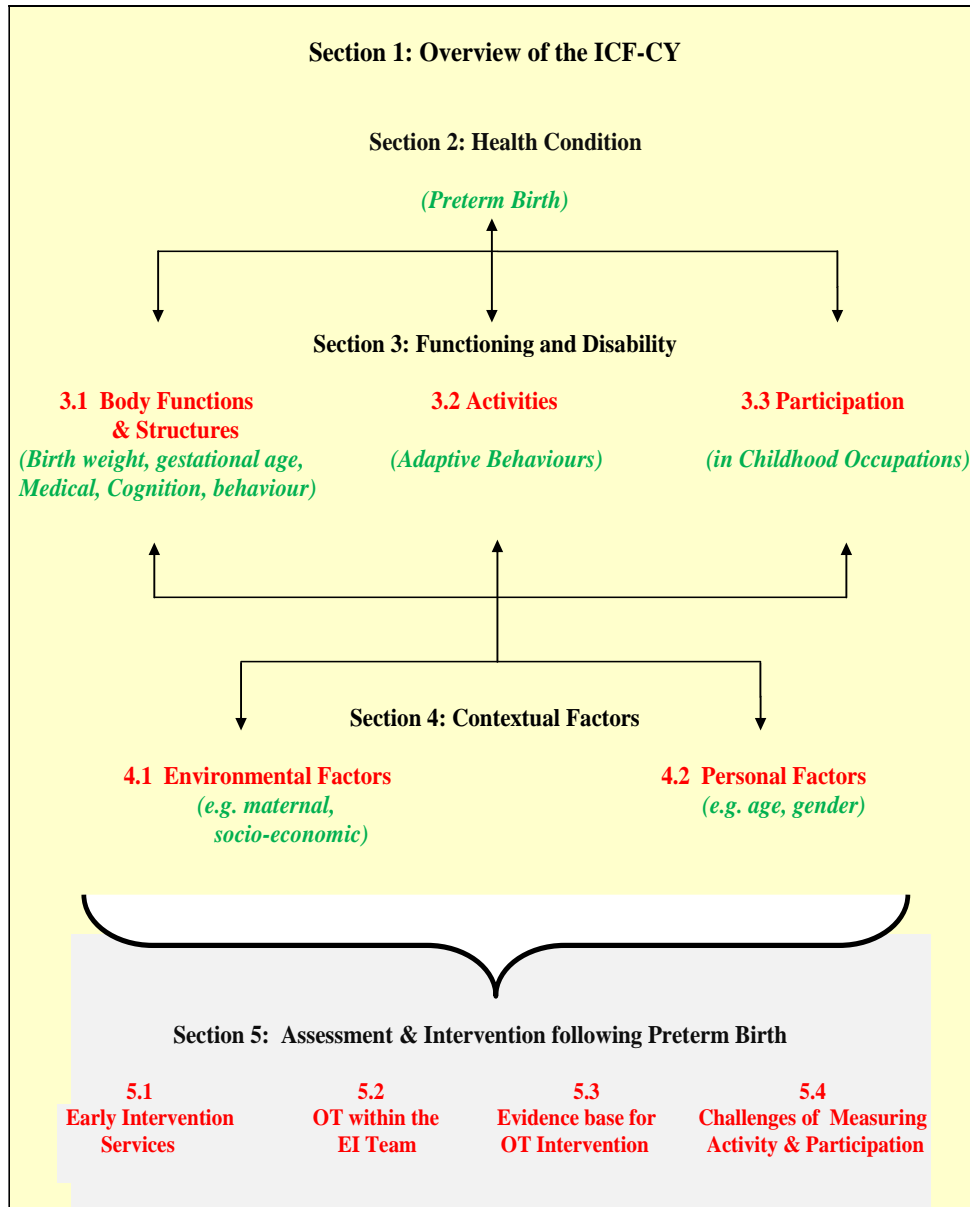 Section 1: Overview of the ICF-CY
Section 2: Health Condition
(Preterm Birth)
Section 3: Functioning and Disability
3.1 Body Functions
& Structures
(Birth weight, gestational age,
Medical, Cognition, behaviour)
3.2 Activities
(Adaptive Behaviours)
3.3 Participation
(in Childhood Occupations)
Section 4: Contextual Factors
4.1 Environmental Factors
(e.g. maternal,
socio-economic)
4.2 Personal Factors
(e.g. age, gender)
Section 5: Assessment & Intervention following Preterm Birth
5.1
Early Intervention
Services
5.2
OT within the
EI Team
5.3
Evidence base for
OT Intervention
5.4
Challenges of Measuring
Activity & Participation